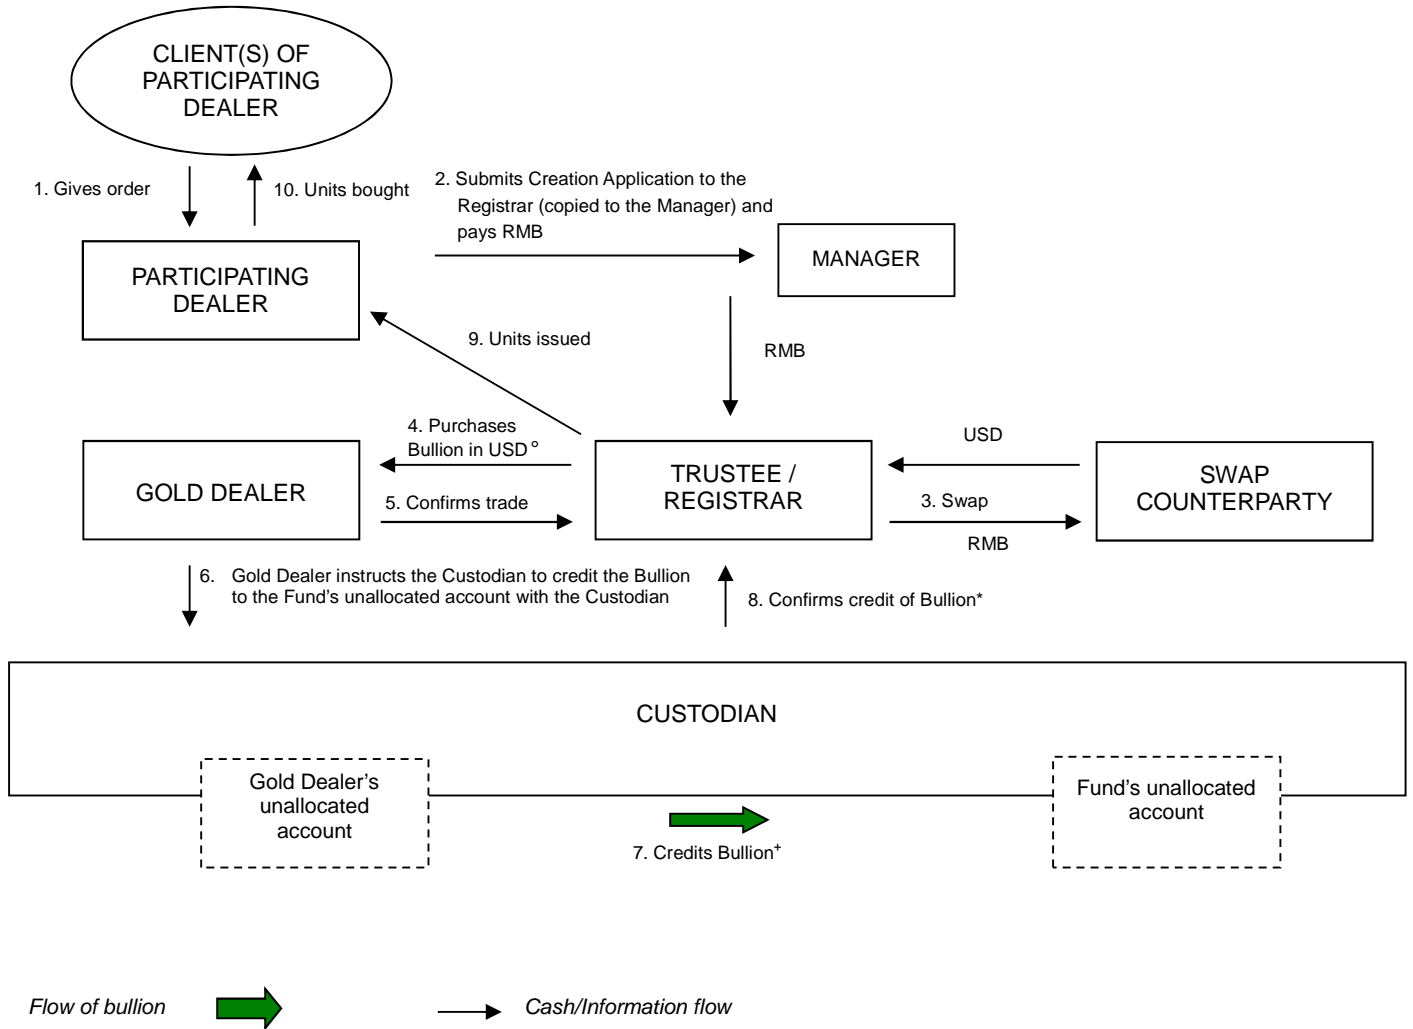 CLIENT(S) OF
PARTICIPATING
DEALER
1. Gives order
10. Units bought
2. Submits Creation Application to the
Registrar (copied to the Manager) and
pays RMB
MANAGER
PARTICIPATING
DEALER
9. Units issued
RMB
4. Purchases
Bullion in USD°
USD
GOLD DEALER
TRUSTEE /
REGISTRAR
SWAP
COUNTERPARTY
5. Confirms trade
3. Swap
RMB
6. Gold Dealer instructs the Custodian to credit the Bullion
to the Fund's unallocated account with the Custodian
8. Confirms credit of Bullion*
CUSTODIAN
Gold Dealer's
unallocated
account
Fund's unallocated
account
7. Credits Bullion+
Flow of bullion
Cash/Information flow